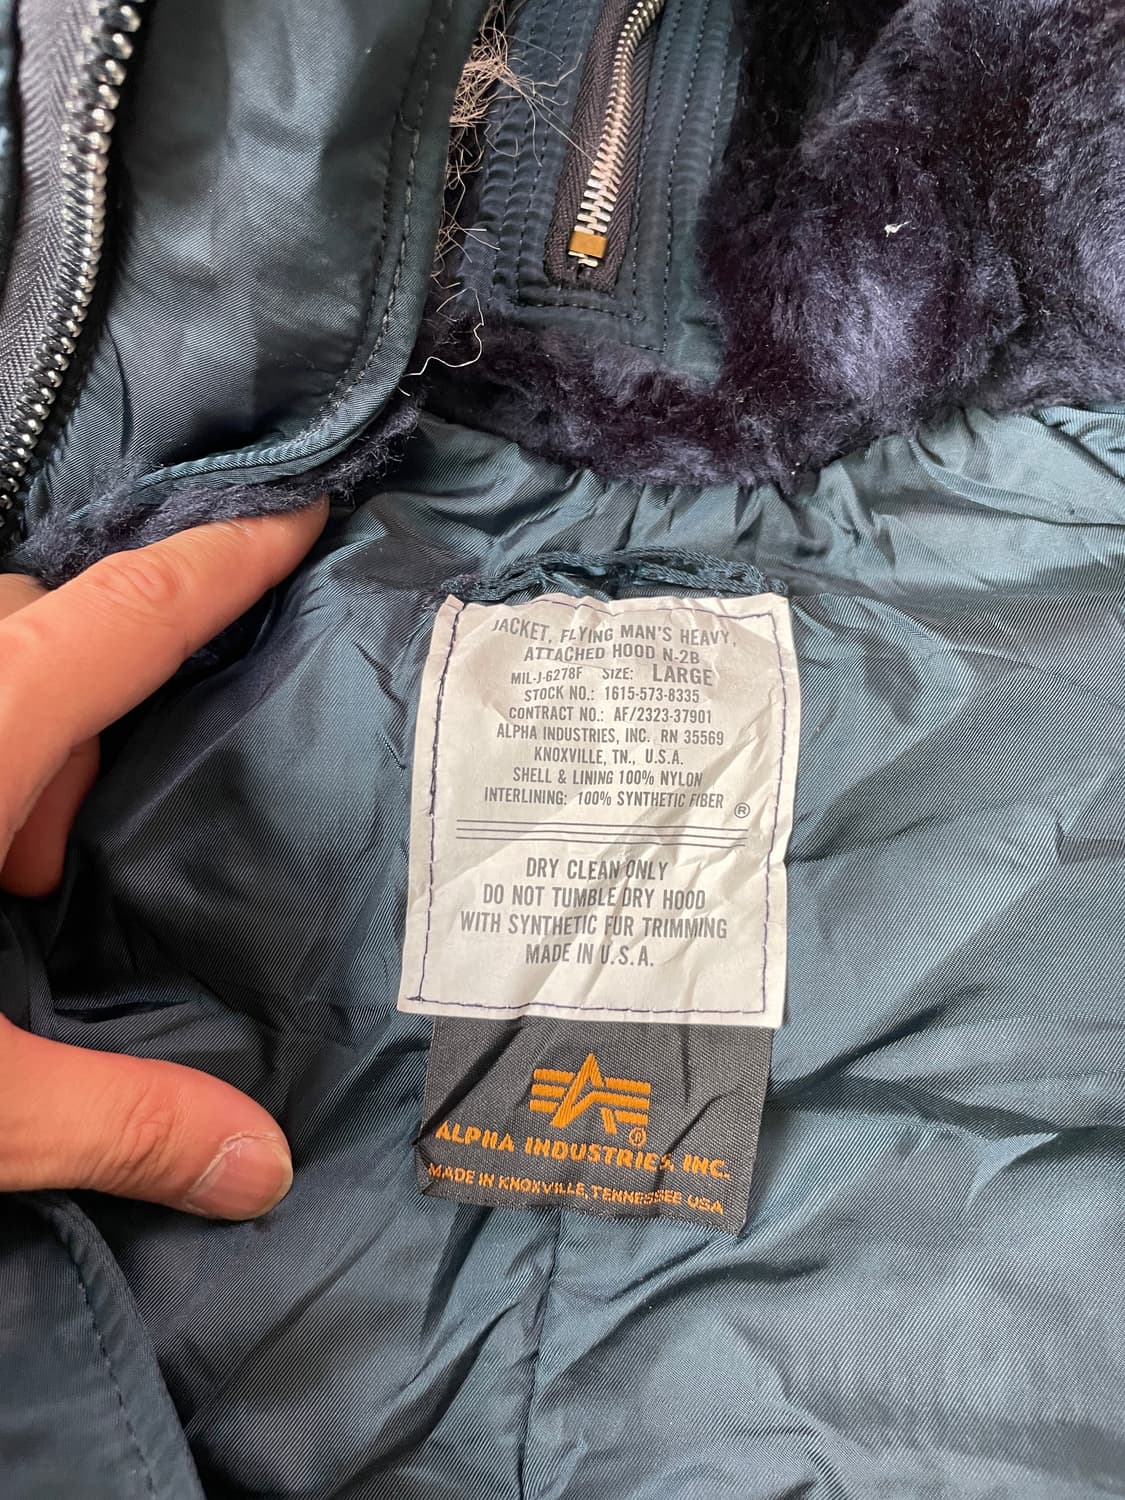 JACKET, FLYING MAN'S HEAVY,
ATTACHED HOOD N-2B
MIL-J-6278F SIZE: LARGE
STOCK NO.: 1615-573-8335
CONTRACT NO.: AF/2323-37901
ALPHA INDUSTRIES, INC. RN 35569
KNOXVILLE, TN., U.S.A.
SHELL & LINING 100% NYLON
INTERLINING: 100% SYNTHETIC FIBER ®
DRY CLEAN ONLY
DO NOT TUMBLE DRY HOOD
WITH SYNTHETIC FUR TRIMMING
MADE IN U.S.A.
ALPHA INDUSTRIES, INC. ®
MADE IN KNOXVILLE, TENNESSEE USA